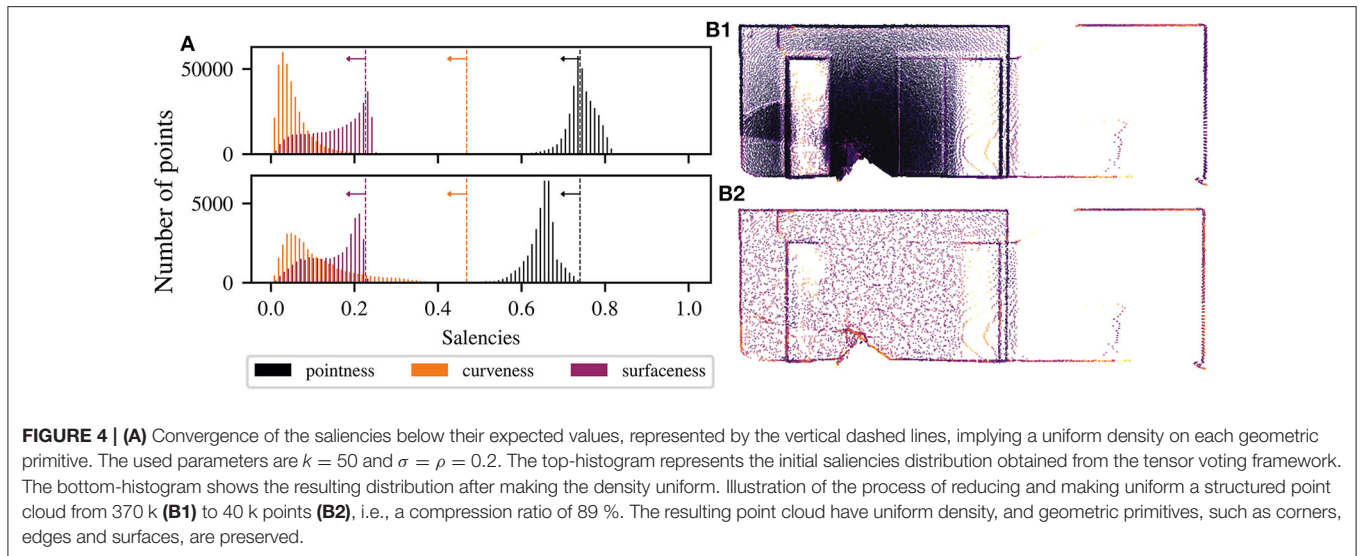 A
B1
50000
0
5000
0
Number of points
0.0 0.2 0.4 0.6 0.8 1.0
Saliencies
pointness curveness surfaceness
B2
FIGURE 4 | (A) Convergence of the saliencies below their expected values, represented by the vertical dashed lines, implying a uniform density on each geometric
primitive. The used parameters are k = 50 and σ = ρ = 0.2. The top-histogram represents the initial saliencies distribution obtained from the tensor voting framework.
The bottom-histogram shows the resulting distribution after making the density uniform. Illustration of the process of reducing and making uniform a structured point
cloud from 370 k (B1) to 40 k points (B2), i.e., a compression ratio of 89 %. The resulting point cloud have uniform density, and geometric primitives, such as corners,
edges and surfaces, are preserved.